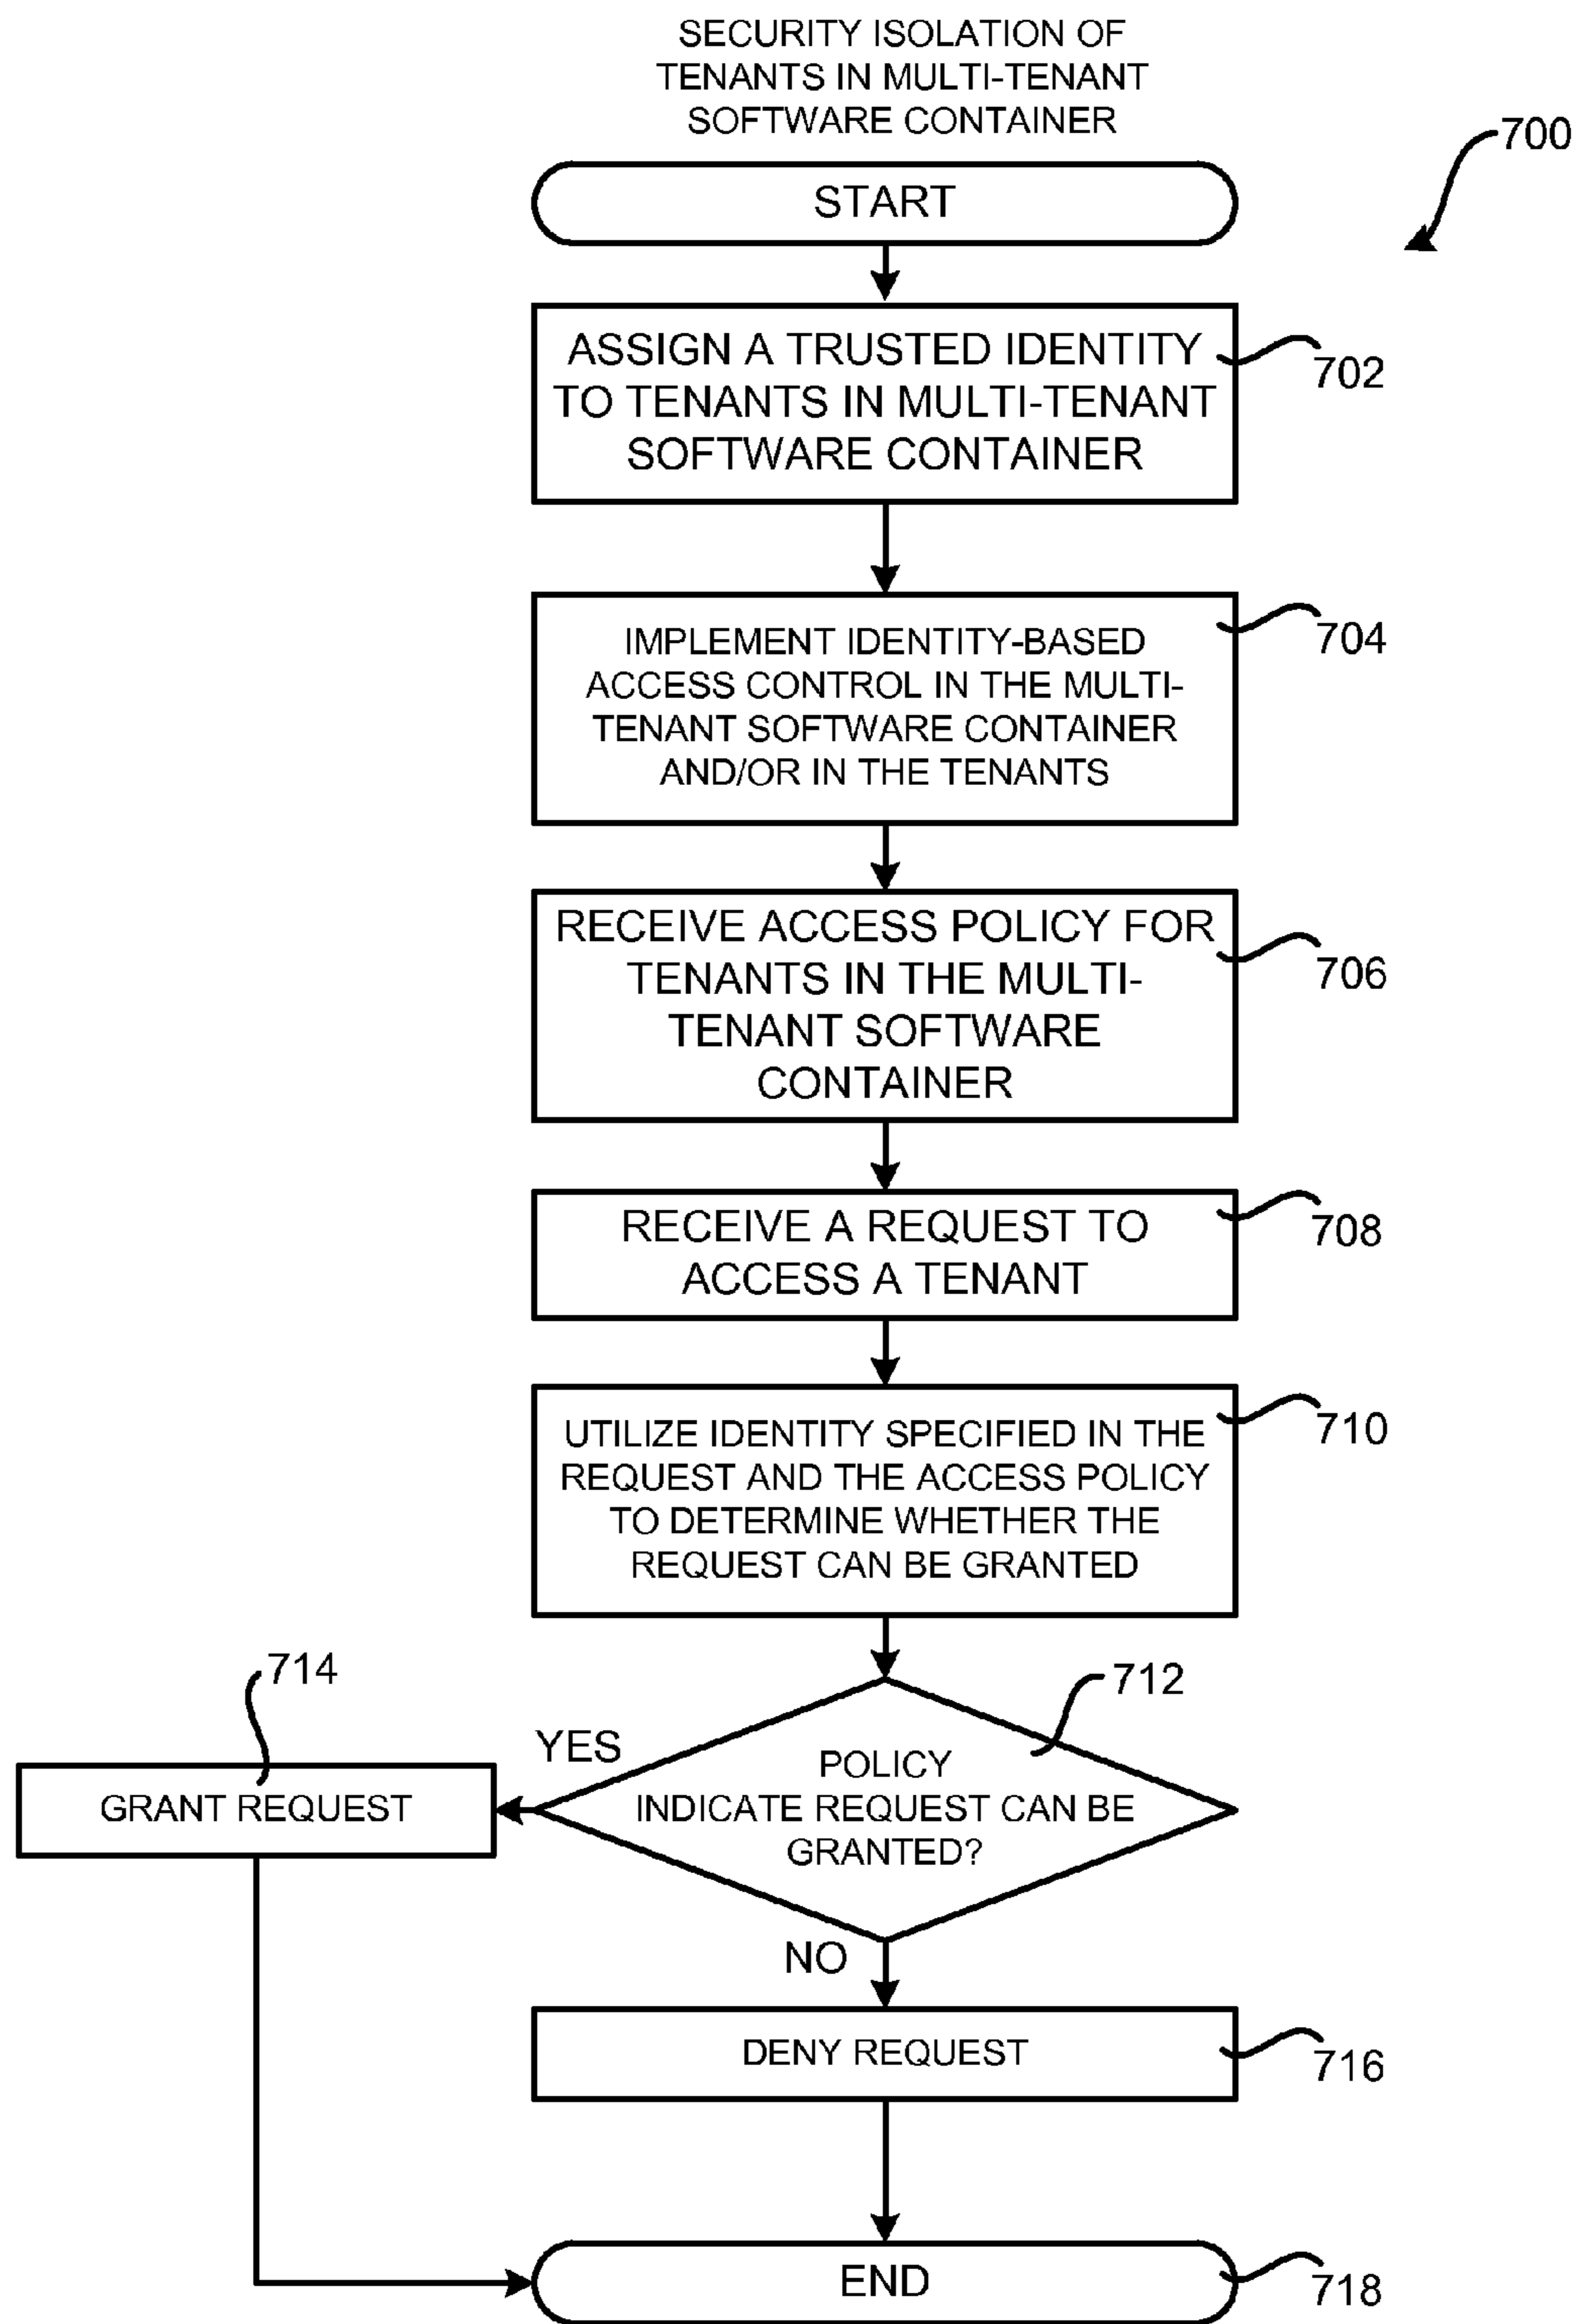 SECURITY ISOLATION OF
TENANTS IN MULTI-TENANT
SOFTWARE CONTAINER
700
START
ASSIGN A TRUSTED IDENTITY
TO TENANTS IN MULTI-TENANT
SOFTWARE CONTAINER
702
IMPLEMENT IDENTITY-BASED
ACCESS CONTROL IN THE MULTI-
TENANT SOFTWARE CONTAINER
AND/OR IN THE TENANTS
704
RECEIVE ACCESS POLICY FOR
TENANTS IN THE MULTI-
TENANT SOFTWARE
CONTAINER
706
RECEIVE A REQUEST TO
ACCESS A TENANT
708
UTILIZE IDENTITY SPECIFIED IN THE
REQUEST AND THE ACCESS POLICY
TO DETERMINE WHETHER THE
REQUEST CAN BE GRANTED
710
714
712
YES
POLICY
INDICATE REQUEST CAN BE
GRANTED?
GRANT REQUEST
NO
DENY REQUEST
716
END
718